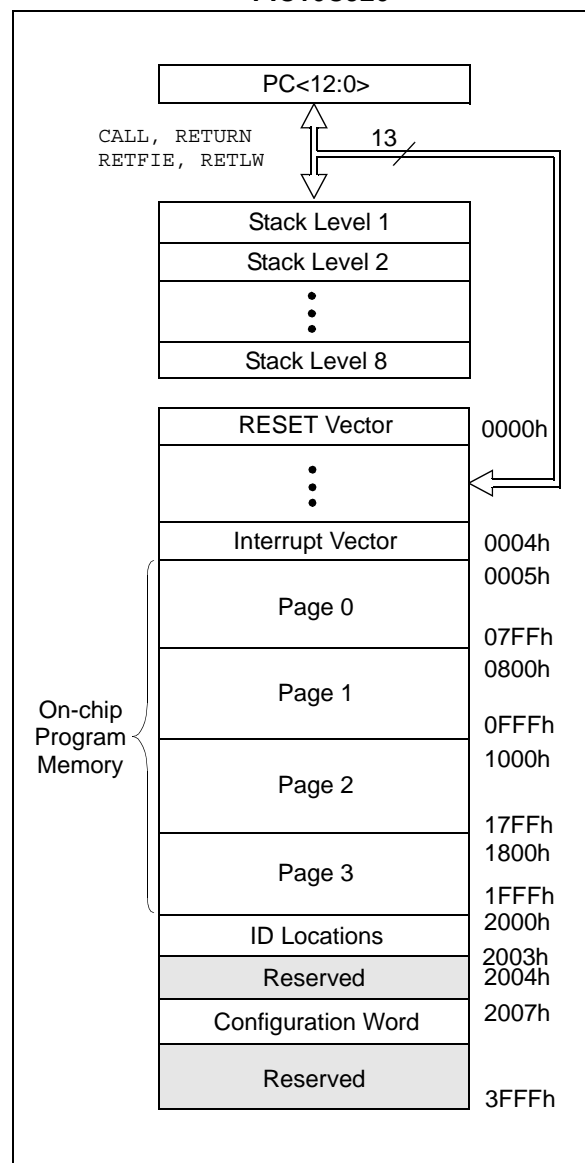 PC<12:0>
CALL, RETURN
RETFIE, RETLW
13
Stack Level 1
Stack Level 2
Stack Level 8
RESET Vector
0000h
Interrupt Vector
0004h
0005h
Page 0
07FFh
0800h
Page 1
On-chip
Program
Memory
0FFFh
1000h
Page 2
17FFh
1800h
Page 3
1FFFh
2000h
ID Locations
2003h
Reserved
2004h
Configuration Word
2007h
Reserved
3FFFh